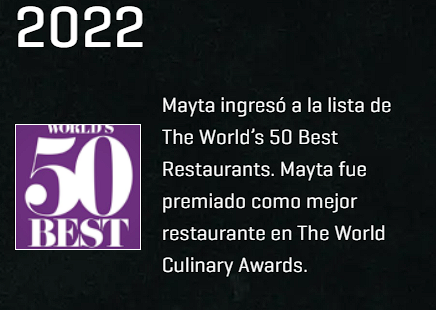 2022
WORLD'S
50
BEST
Mayta ingresó a la lista de
The World's 50 Best
Restaurants. Mayta fue
premiado como mejor
restaurante en The World
Culinary Awards.